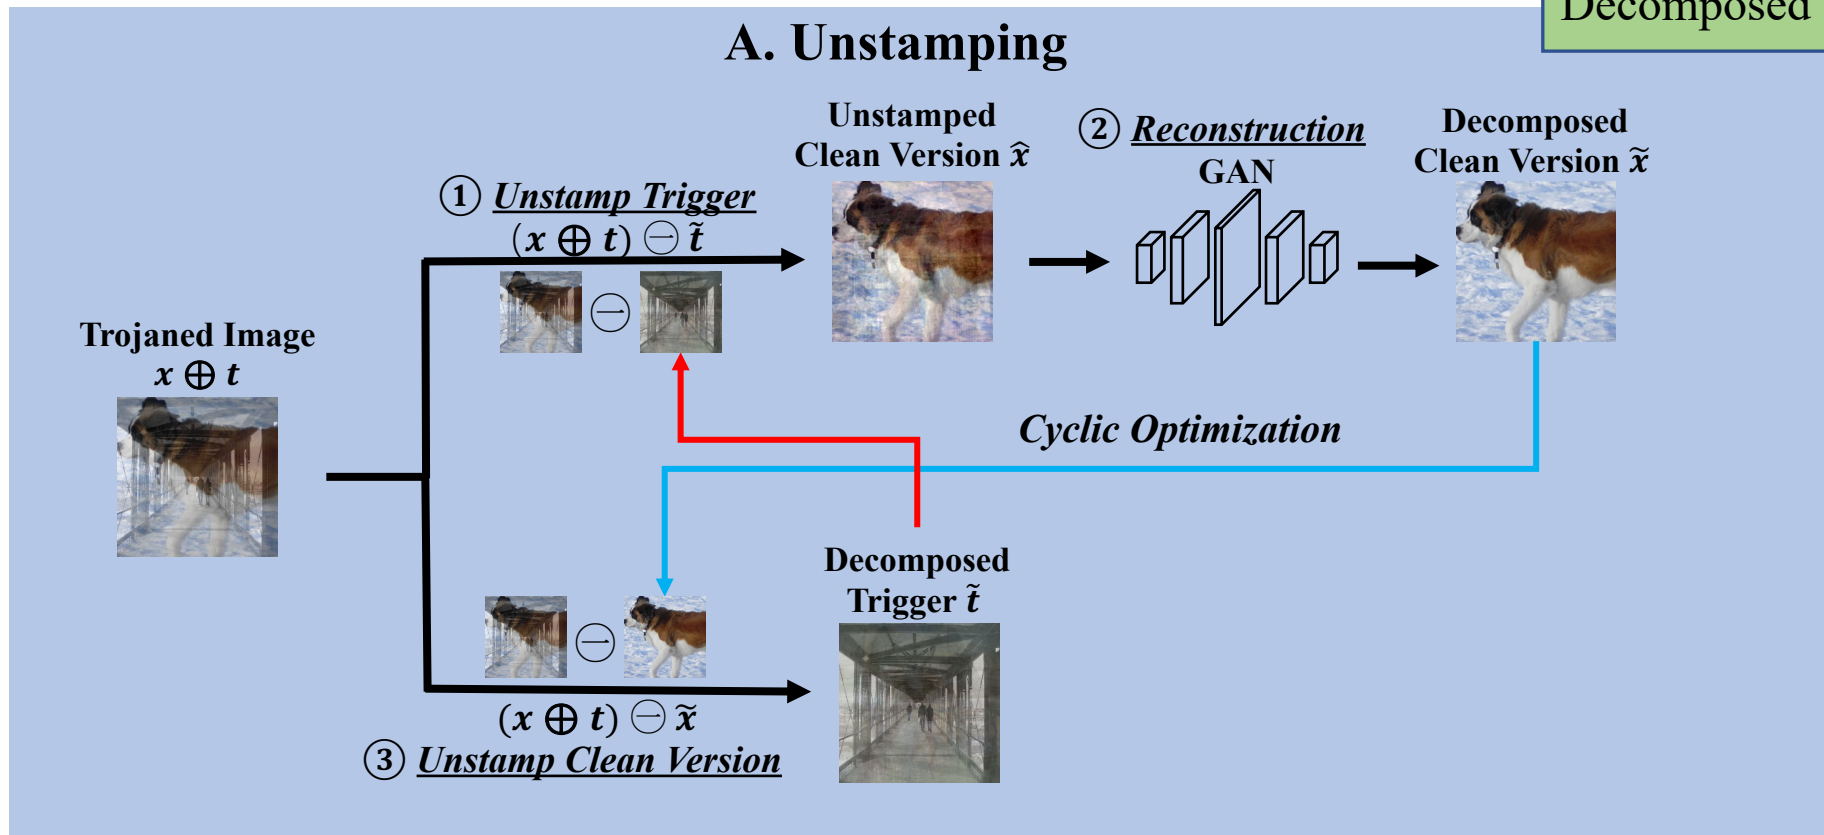 Decomposed
A. Unstamping
Unstamped
Clean Version x̂
② Reconstruction
GAN
Decomposed
Clean Version x̃
① Unstamp Trigger
(x ⊕ t) ⊖ t̃
⊖
Trojaned Image
x ⊕ t
Cyclic Optimization
Decomposed
Trigger t̃
⊖
(x ⊕ t) ⊖ x̃
③ Unstamp Clean Version